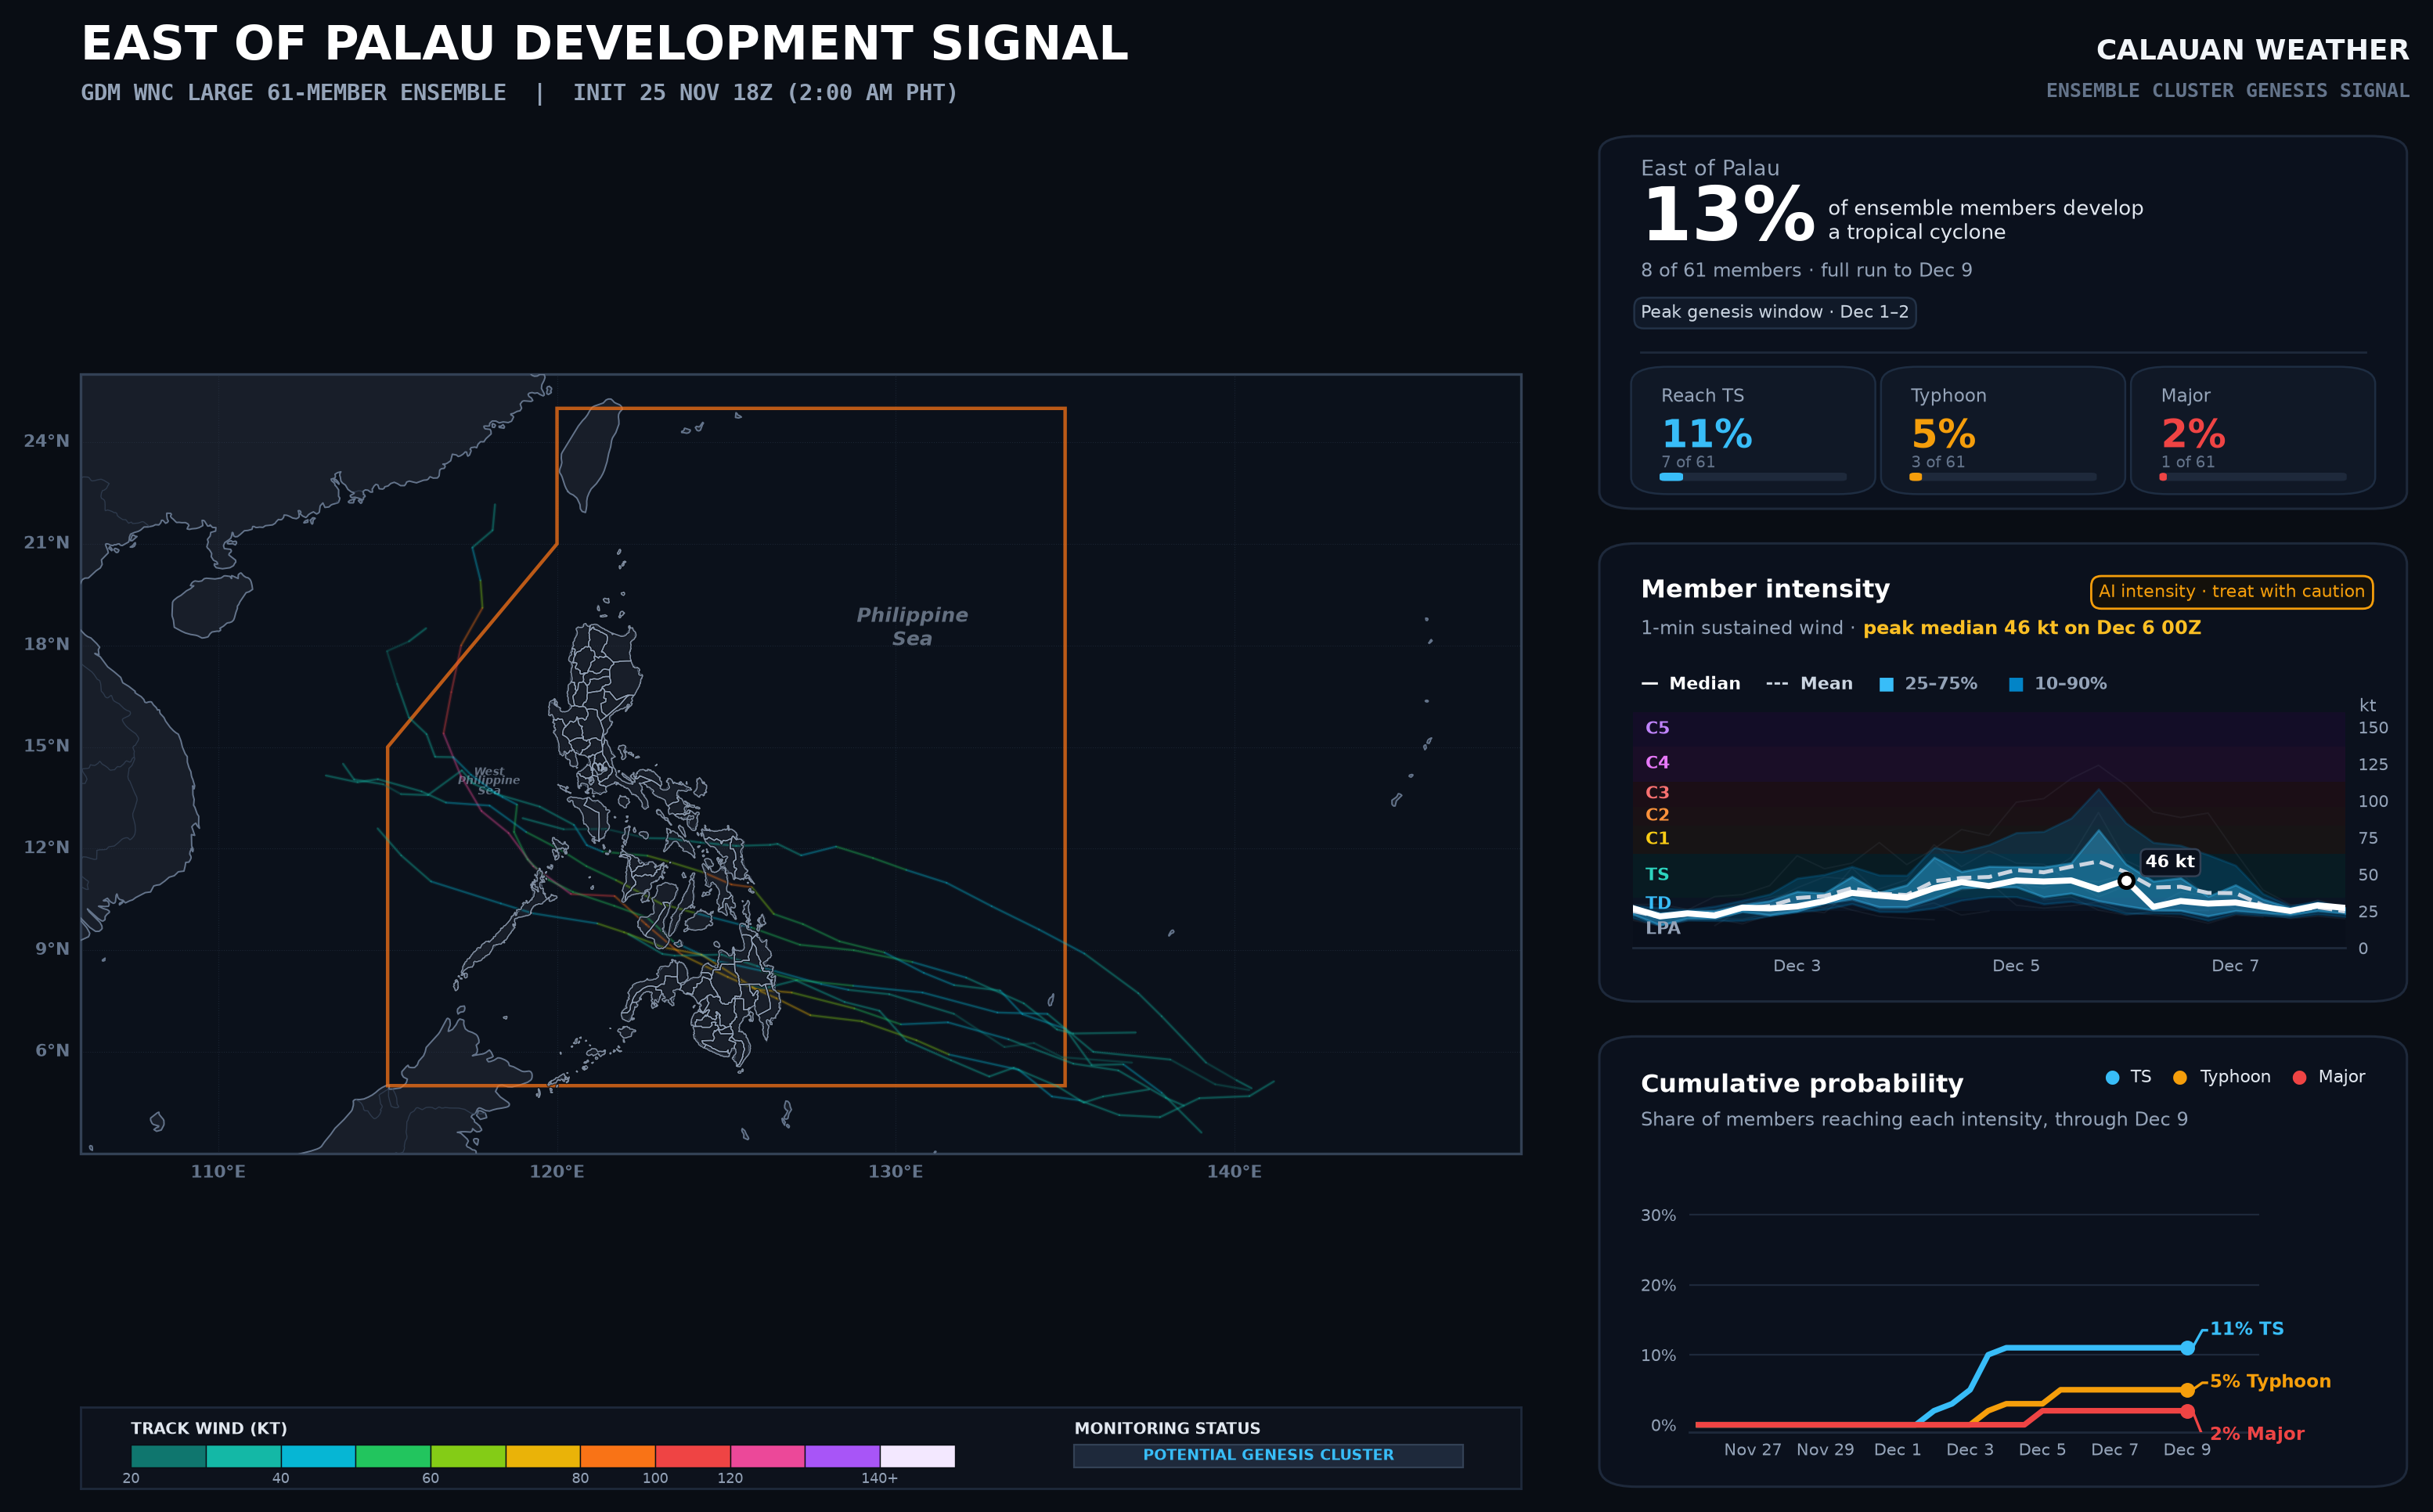 EAST OF PALAU DEVELOPMENT SIGNAL
GDM WNC LARGE 61-MEMBER ENSEMBLE | INIT 25 NOV 18Z (2:00 AM PHT)
CALAUAN WEATHER
ENSEMBLE CLUSTER GENESIS SIGNAL
24°N
21°N
18°N
15°N
12°N
9°N
6°N
110°E
120°E
130°E
140°E
Philippine
Sea
West
Philippine
Sea
TRACK WIND (KT)
20
40
60
80
100
120
140+
MONITORING STATUS
POTENTIAL GENESIS CLUSTER
East of Palau
13%
of ensemble members develop
a tropical cyclone
8 of 61 members · full run to Dec 9
Peak genesis window · Dec 1–2
Reach TS
11%
7 of 61
Typhoon
5%
3 of 61
Major
2%
1 of 61
Member intensity
AI intensity · treat with caution
1-min sustained wind · peak median 46 kt on Dec 6 00Z
Median
Mean
25–75%
10–90%
kt
C5
C4
C3
C2
C1
TS
TD
LPA
150
125
100
75
50
25
0
46 kt
Dec 3
Dec 5
Dec 7
Cumulative probability
TS
Typhoon
Major
Share of members reaching each intensity, through Dec 9
30%
20%
10%
0%
11% TS
5% Typhoon
2% Major
Nov 27
Nov 29
Dec 1
Dec 3
Dec 5
Dec 7
Dec 9